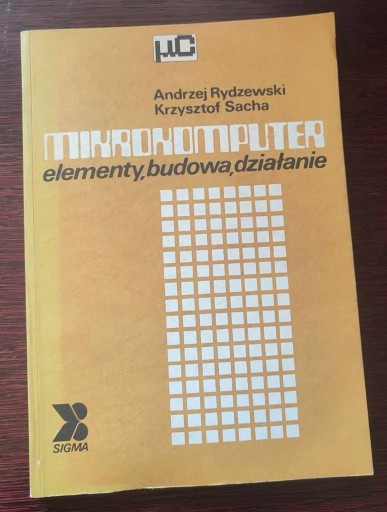 µC
Andrzej Rydzewski
Krzysztof Sacha
MIKROKOMPUTER
elementy, budowa, działanie
SIGMA